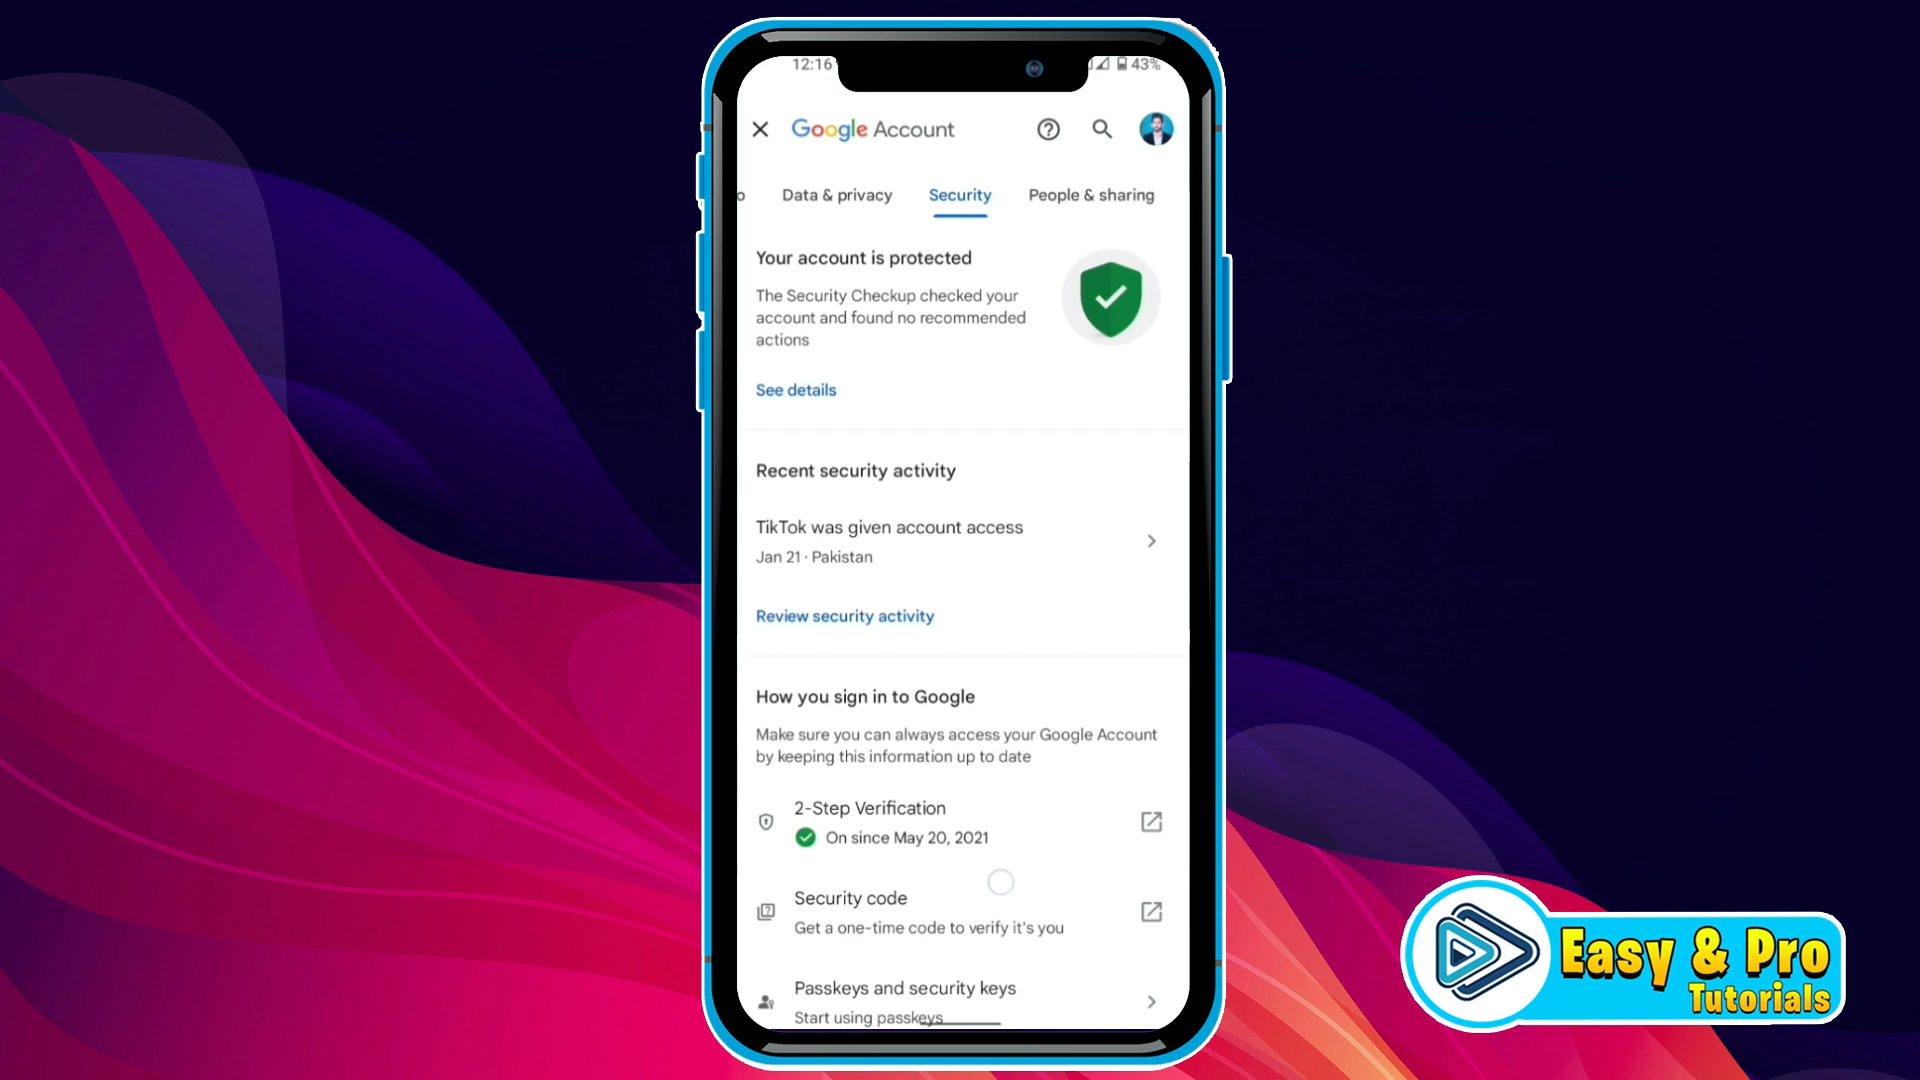 12:16
43%
Google Account
o Data & privacy Security People & sharing
Your account is protected
The Security Checkup checked your
account and found no recommended
actions
See details
Recent security activity
TikTok was given account access
Jan 21 · Pakistan
Review security activity
How you sign in to Google
Make sure you can always access your Google Account
by keeping this information up to date
2-Step Verification
On since May 20, 2021
Security code
Get a one-time code to verify it's you
Passkeys and security keys
Start using passkeys
Easy & Pro
Tutorials